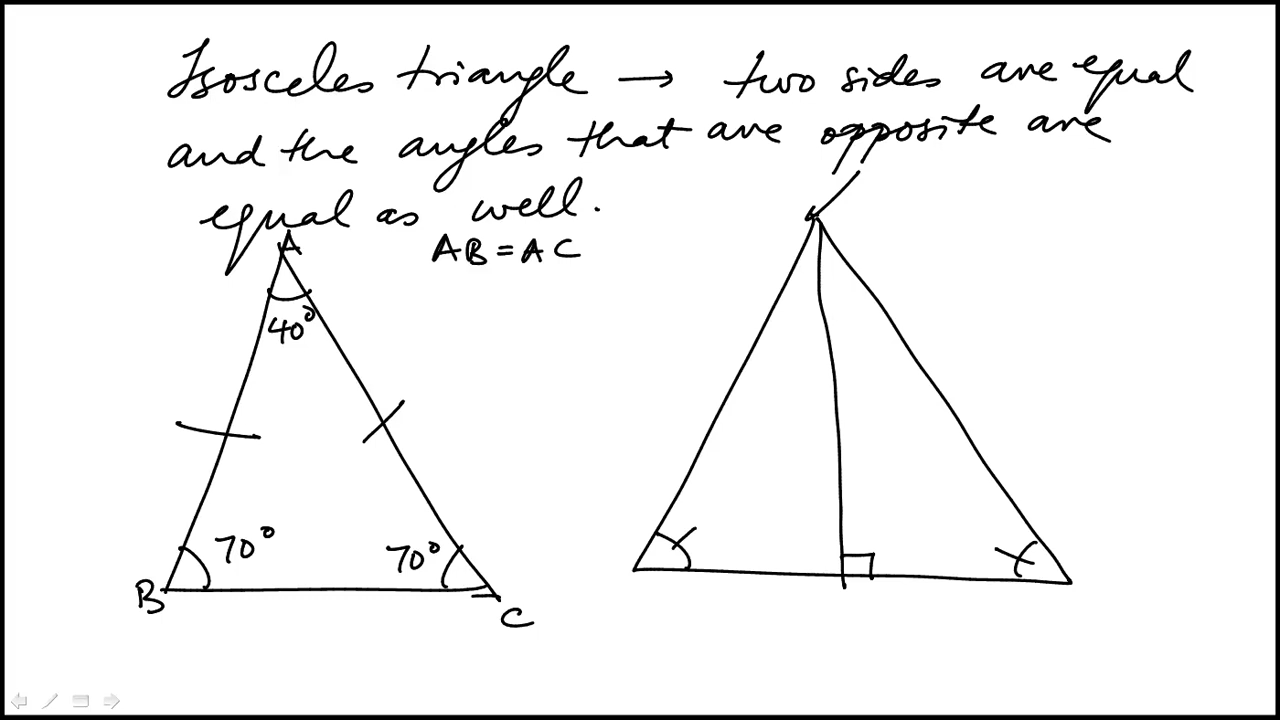 Isosceles triangle → two sides are equal
and the angles that are opposite are
equal as well.
AB = AC
A
40°
70°
70°
B
C